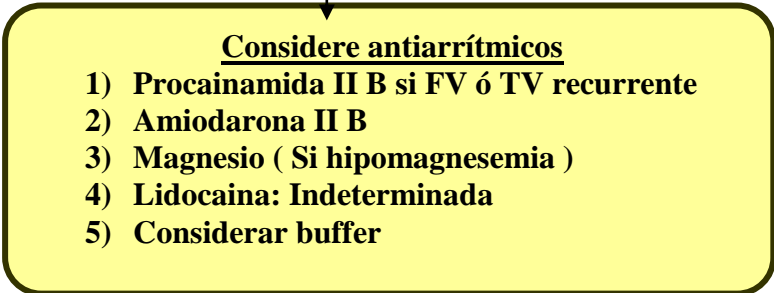 Considere antiarrítmicos
1) Procainamida II B si FV ó TV recurrente
2) Amiodarona II B
3) Magnesio ( Si hipomagnesemia )
4) Lidocaina: Indeterminada
5) Considerar buffer